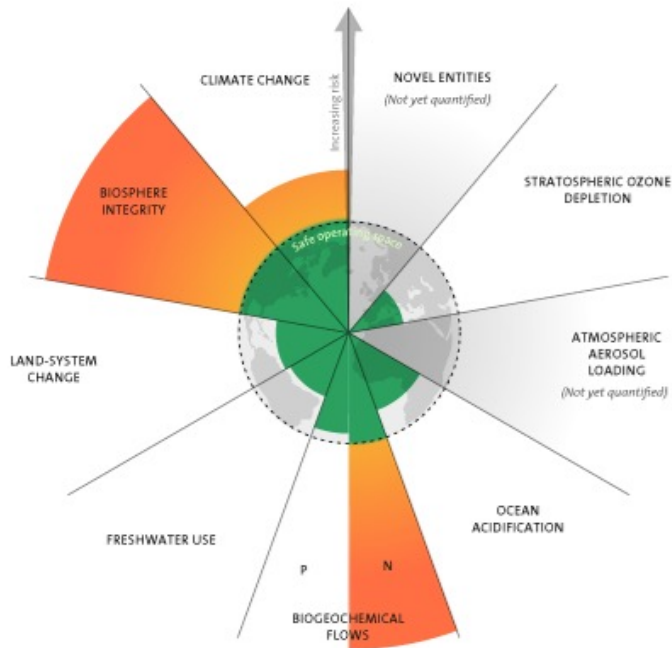 CLIMATE CHANGE
Increasing risk
NOVEL ENTITIES
(Not yet quantified)
STRATOSPHERIC OZONE
DEPLETION
BIOSPHERE
INTEGRITY
Safe operating space
LAND-SYSTEM
CHANGE
ATMOSPHERIC
AEROSOL
LOADING
(Not yet quantified)
OCEAN
ACIDIFICATION
FRESHWATER USE
P
N
BIOGEOCHEMICAL
FLOWS